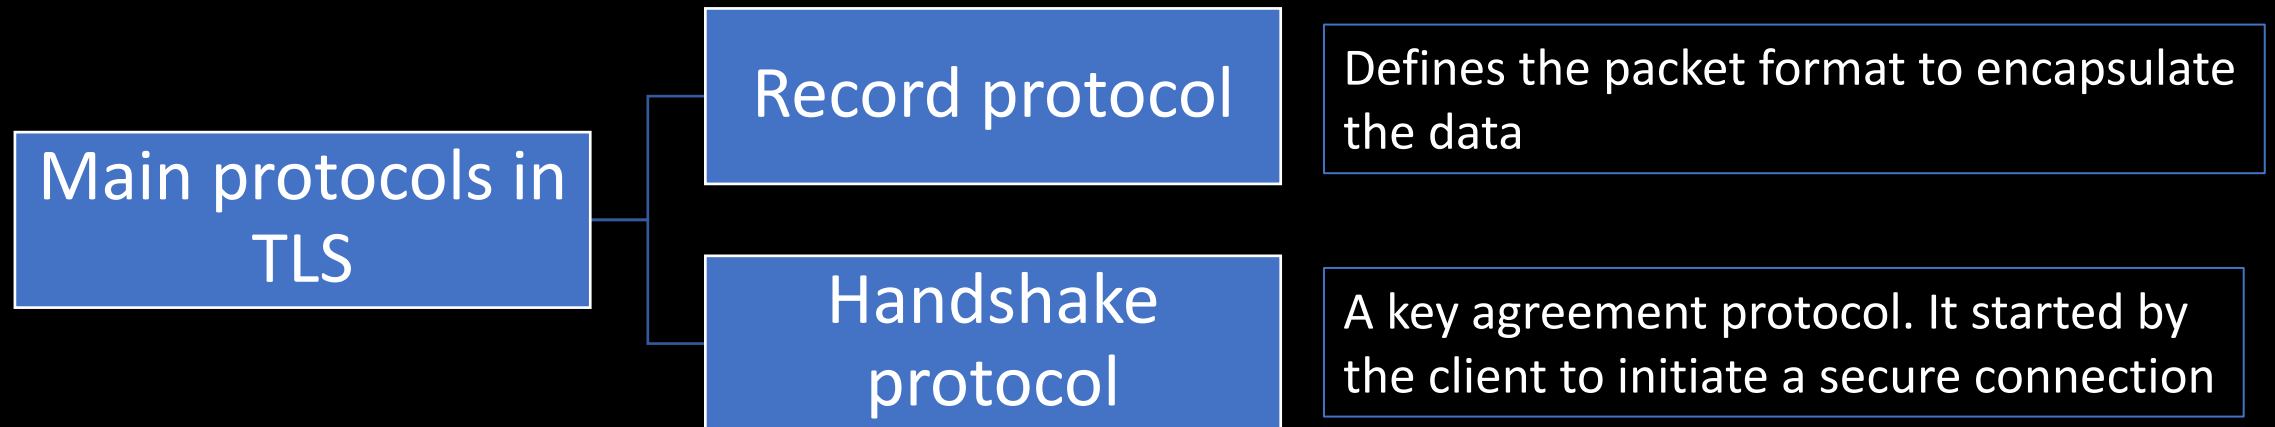 Main protocols in
TLS
Record protocol
Defines the packet format to encapsulate
the data
Handshake
protocol
A key agreement protocol. It started by
the client to initiate a secure connection